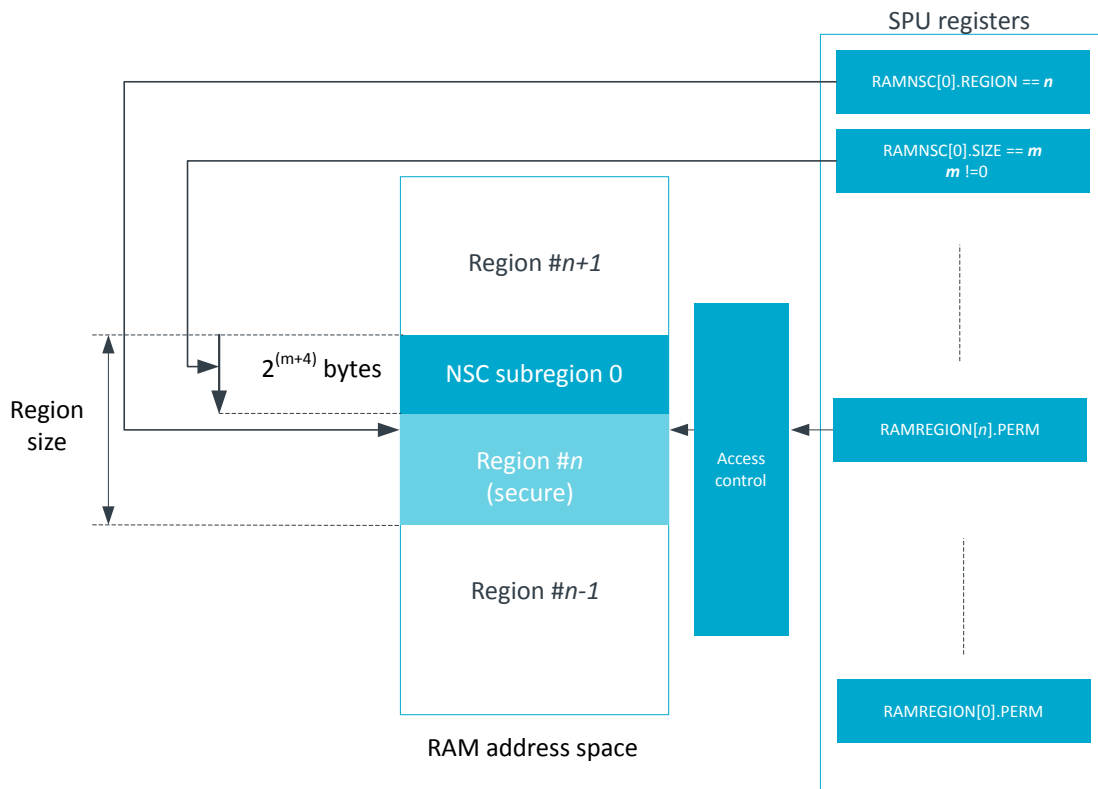 SPU registers
RAMNSC[0].REGION == n
RAMNSC[0].SIZE == m
m !=0
Region #n+1
2^(m+4) bytes
NSC subregion 0
Region
size
Region #n
(secure)
Access
control
RAMREGION[n].PERM
Region #n-1
RAMREGION[0].PERM
RAM address space